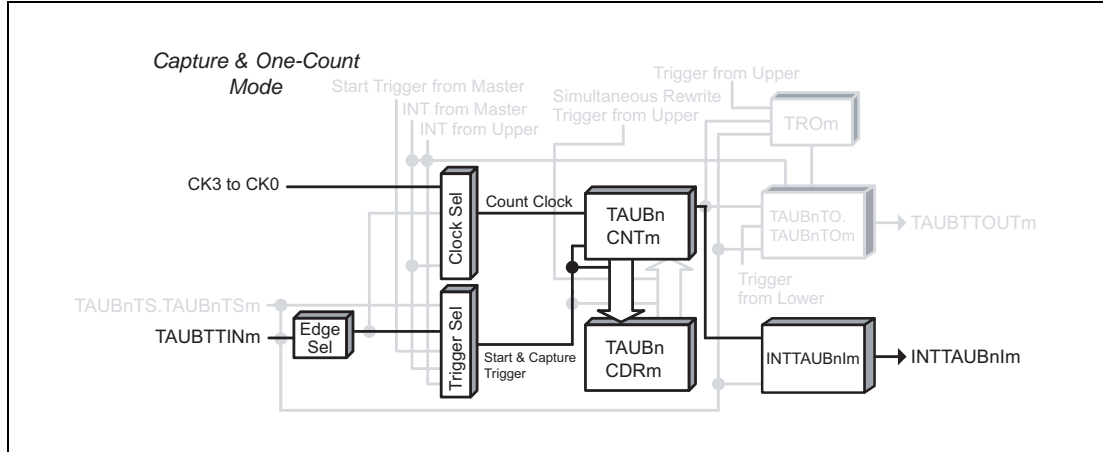 Capture & One-Count
Mode
Trigger from Upper
Start Trigger from Master
Simultaneous Rewrite
Trigger from Upper
INT from Master
INT from Upper
TROm
CK3 to CK0
Clock Sel
Count Clock
TAUBn
CNTm
TAUBnTO.
TAUBnTOm
TAUBTTOUTm
Trigger
from Lower
TAUBnTS.TAUBnTSm
TAUBTTINm
Edge
Sel
Trigger Sel
Start & Capture
Trigger
TAUBn
CDRm
INTTAUBnIm
INTTAUBnIm